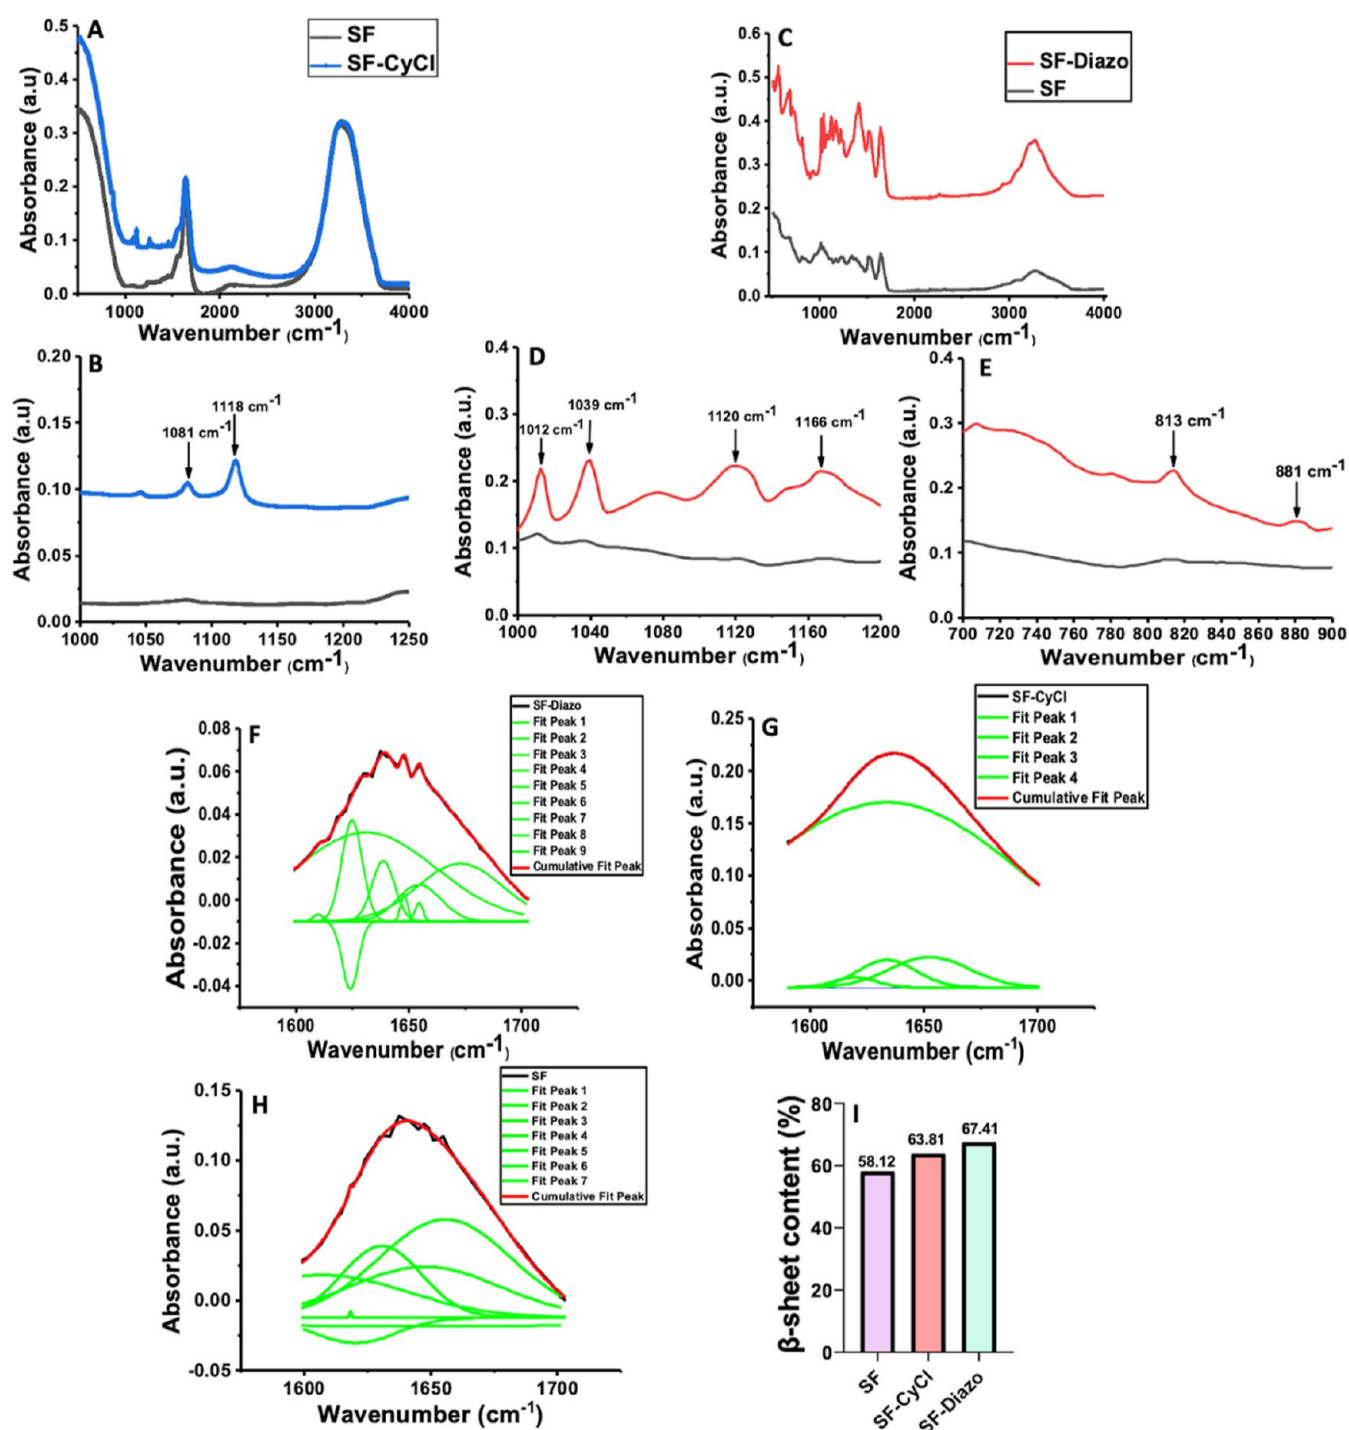 A
SF
SF-CyCl
Absorbance (a.u)
0.5
0.4
0.3
0.2
0.1
0.0
1000 2000 3000 4000
Wavenumber (cm-1)
C
SF-Diazo
SF
Absorbance (a.u.)
0.6
0.5
0.4
0.3
0.2
0.1
0.0
1000 2000 3000 4000
Wavenumber (cm-1)
B
1081 cm-1
1118 cm-1
Absorbance (a.u)
0.20
0.15
0.10
0.05
0.00
1000 1050 1100 1150 1200 1250
Wavenumber (cm-1)
D
1012 cm-1
1039 cm-1
1120 cm-1
1166 cm-1
Absorbance (a.u.)
0.4
0.3
0.2
0.1
0.0
1000 1040 1080 1120 1160 1200
Wavenumber (cm-1)
E
813 cm-1
881 cm-1
Absorbance (a.u.)
0.4
0.3
0.2
0.1
0.0
700 720 740 760 780 800 820 840 860 880 900
Wavenumber (cm-1)
F
SF-Diazo
Fit Peak 1
Fit Peak 2
Fit Peak 3
Fit Peak 4
Fit Peak 5
Fit Peak 6
Fit Peak 7
Fit Peak 8
Fit Peak 9
Cumulative Fit Peak
Absorbance (a.u.)
0.08
0.06
0.04
0.02
0.00
-0.02
-0.04
1600 1650 1700
Wavenumber (cm-1)
G
SF-CyCl
Fit Peak 1
Fit Peak 2
Fit Peak 3
Fit Peak 4
Cumulative Fit Peak
Absorbance (a.u.)
0.25
0.20
0.15
0.10
0.05
0.00
1600 1650 1700
Wavenumber (cm-1)
H
SF
Fit Peak 1
Fit Peak 2
Fit Peak 3
Fit Peak 4
Fit Peak 5
Fit Peak 6
Fit Peak 7
Cumulative Fit Peak
Absorbance (a.u.)
0.15
0.10
0.05
0.00
-0.05
1600 1650 1700
Wavenumber (cm-1)
I
β-sheet content (%)
80
60
40
20
0
58.12
63.81
67.41
SF
SF-CyCl
SF-Diazo